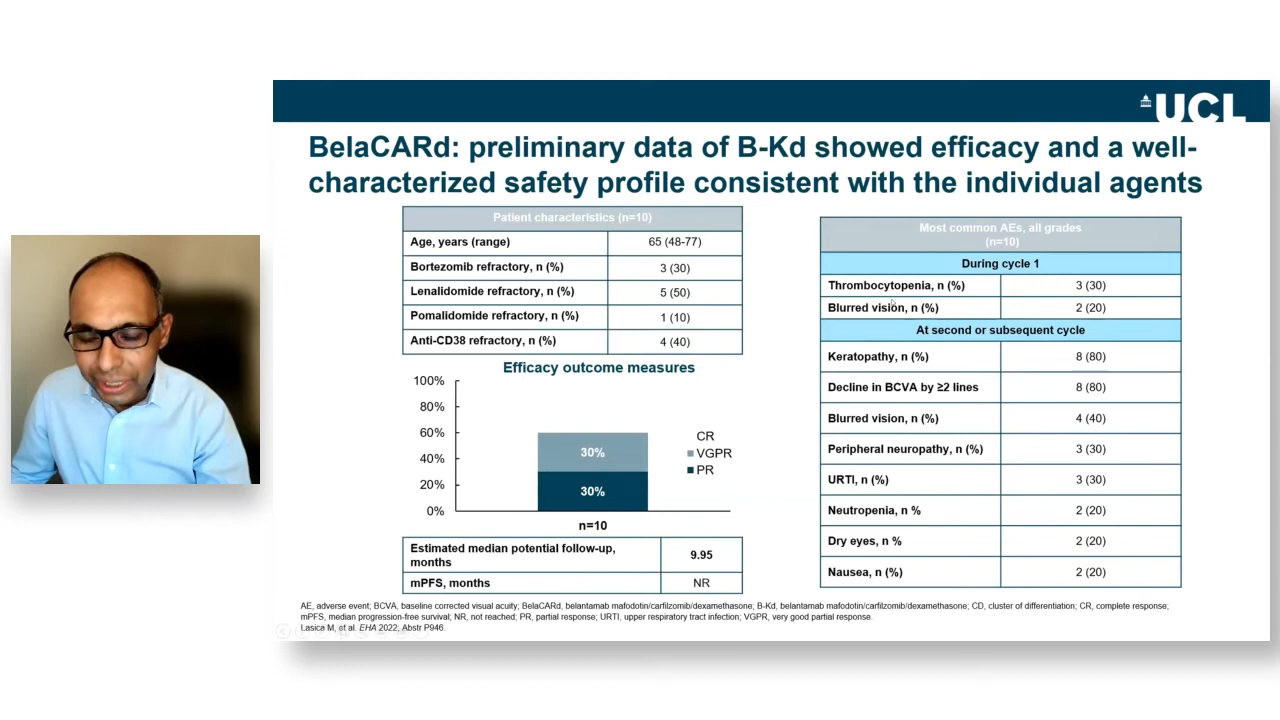 UCL
BelaCARd: preliminary data of B-Kd showed efficacy and a well-
characterized safety profile consistent with the individual agents
Patient characteristics (n=10)
Age, years (range) 65 (48-77)
Bortezomib refractory, n (%) 3 (30)
Lenalidomide refractory, n (%) 5 (50)
Pomalidomide refractory, n (%) 1 (10)
Anti-CD38 refractory, n (%) 4 (40)
Efficacy outcome measures
100%
80%
60%
40%
20%
0%
30%
30%
n=10
CR
VGPR
PR
Estimated median potential follow-up,
months 9.95
mPFS, months NR
Most common AEs, all grades
(n=10)
During cycle 1
Thrombocytopenia, n (%) 3 (30)
Blurred vision, n (%) 2 (20)
At second or subsequent cycle
Keratopathy, n (%) 8 (80)
Decline in BCVA by ≥2 lines 8 (80)
Blurred vision, n (%) 4 (40)
Peripheral neuropathy, n (%) 3 (30)
URTI, n (%) 3 (30)
Neutropenia, n % 2 (20)
Dry eyes, n % 2 (20)
Nausea, n (%) 2 (20)
AE, adverse event; BCVA, baseline corrected visual acuity; BelaCARd, belantamab mafodotin/carfilzomib/dexamethasone; B-Kd, belantamab mafodotin/carfilzomib/dexamethasone; CD, cluster of differentiation; CR, complete response;
mPFS, median progression-free survival; NR, not reached; PR, partial response; URTI, upper respiratory tract infection; VGPR, very good partial response.
Lasica M, et al. EHA 2022; Abstr P946.